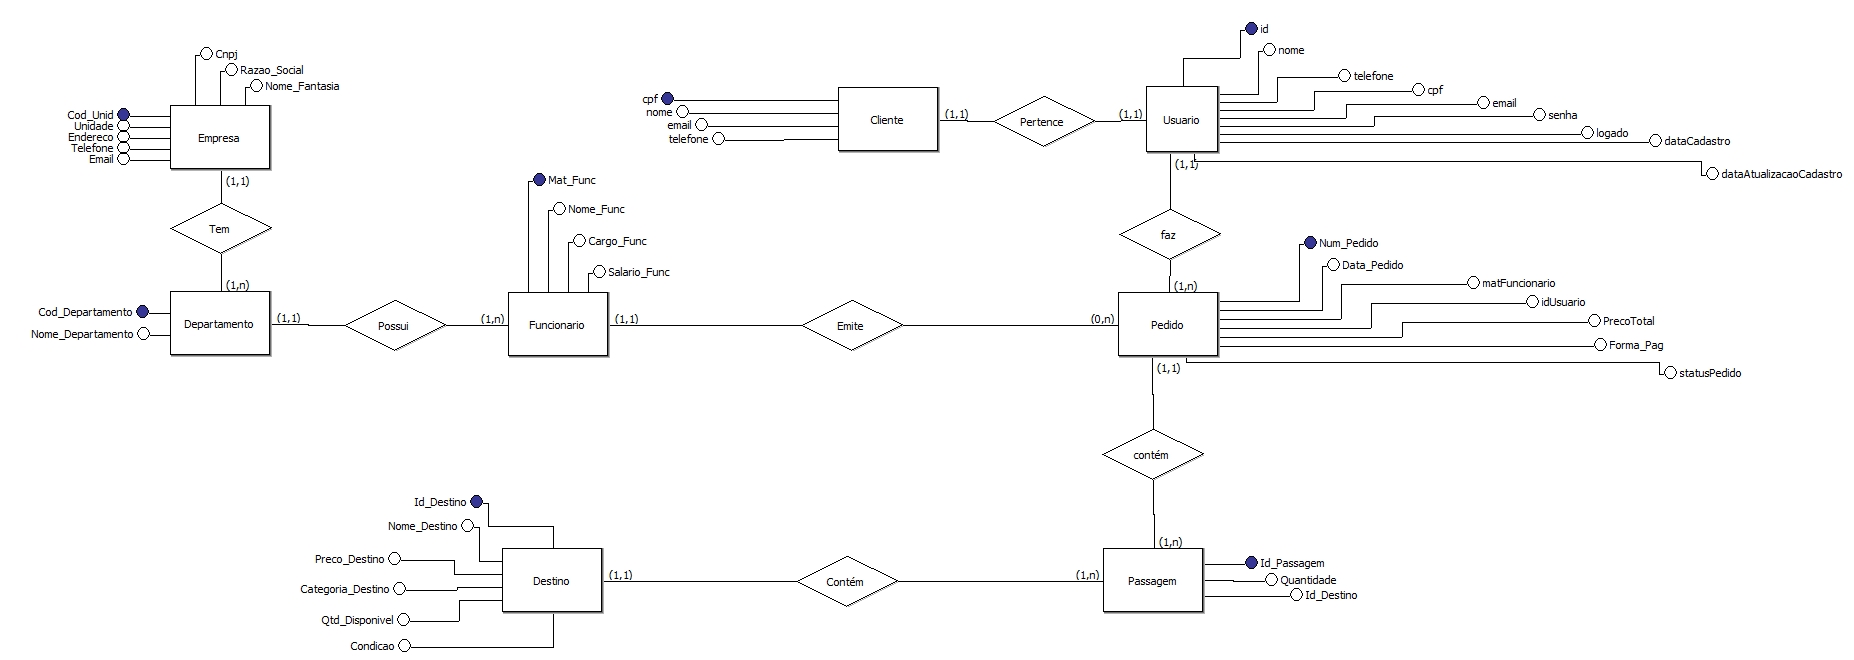 Cnpj
Razao_Social
Nome_Fantasia
Cod_Unid
Unidade
Endereco
Telefone
Email
Empresa
(1,1)
Tem
(1,n)
Cod_Departamento
Nome_Departamento
Departamento
(1,1)
Possui
(1,n)
Mat_Func
Nome_Func
Cargo_Func
Salario_Func
Funcionario
(1,1)
Emite
(0,n)
cpf
nome
email
telefone
Cliente
(1,1)
Pertence
(1,1)
id
nome
telefone
cpf
email
senha
logado
dataCadastro
dataAtualizacaoCadastro
Usuario
(1,1)
faz
(1,n)
Num_Pedido
Data_Pedido
matFuncionario
idUsuario
PrecoTotal
Forma_Pag
statusPedido
Pedido
(1,1)
contém
(1,n)
Id_Destino
Nome_Destino
Preco_Destino
Categoria_Destino
Qtd_Disponivel
Condicao
Destino
(1,1)
Contém
(1,n)
Passagem
Id_Passagem
Quantidade
Id_Destino